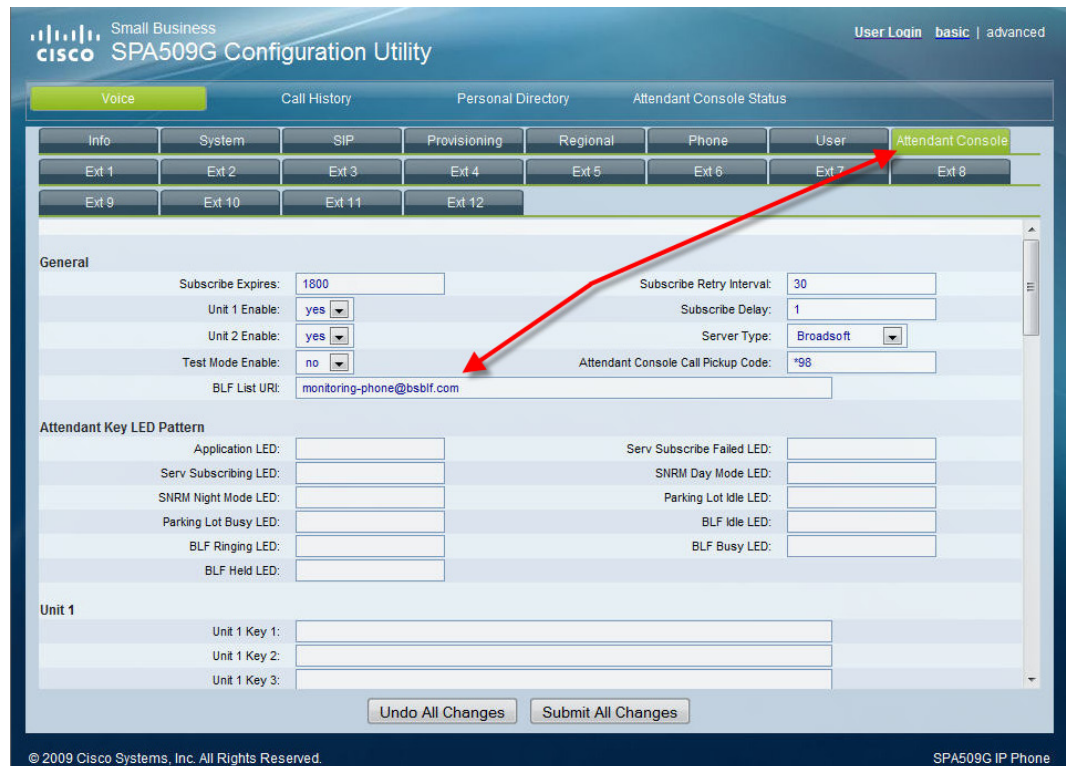 Small Business
cisco SPA509G Configuration Utility
User Login basic | advanced
Voice Call History Personal Directory Attendant Console Status
Info System SIP Provisioning Regional Phone User Attendant Console
Ext 1 Ext 2 Ext 3 Ext 4 Ext 5 Ext 6 Ext 7 Ext 8
Ext 9 Ext 10 Ext 11 Ext 12
General
Subscribe Expires: 1800 Subscribe Retry Interval: 30
Unit 1 Enable: yes Subscribe Delay: 1
Unit 2 Enable: yes Server Type: Broadsoft
Test Mode Enable: no Attendant Console Call Pickup Code: *98
BLF List URI: monitoring-phone@bsblf.com
Attendant Key LED Pattern
Application LED: Serv Subscribe Failed LED:
Serv Subscribing LED: SNRM Day Mode LED:
SNRM Night Mode LED: Parking Lot Idle LED:
Parking Lot Busy LED: BLF Idle LED:
BLF Ringing LED: BLF Busy LED:
BLF Held LED:
Unit 1
Unit 1 Key 1:
Unit 1 Key 2:
Unit 1 Key 3:
Undo All Changes Submit All Changes
© 2009 Cisco Systems, Inc. All Rights Reserved. SPA509G IP Phone